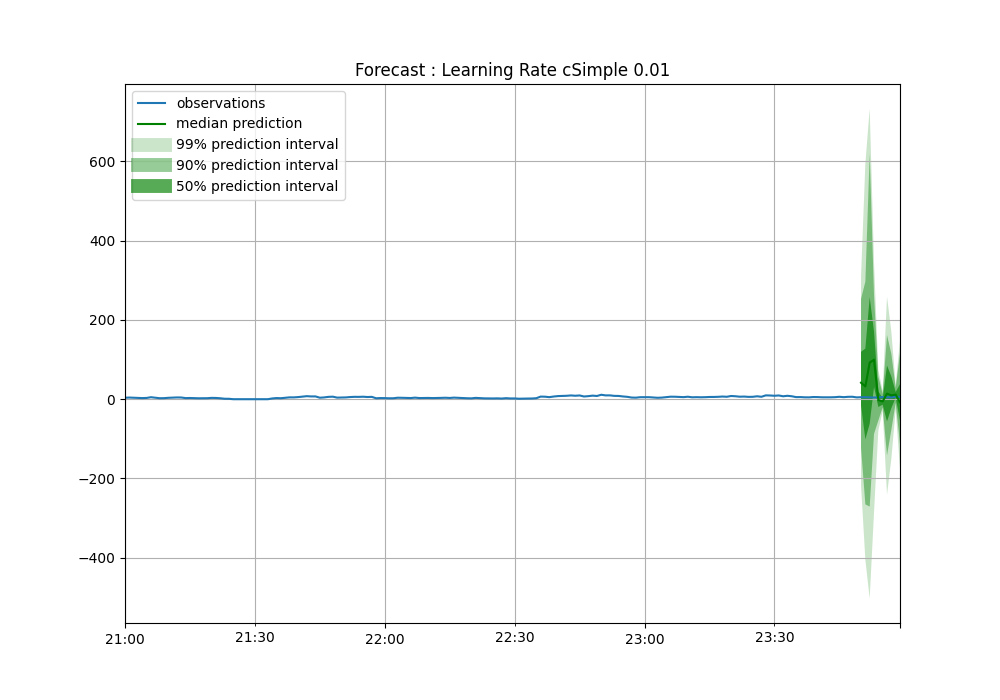 Forecast : Learning Rate cSimple 0.01
observations
median prediction
99% prediction interval
90% prediction interval
50% prediction interval
600
400
200
0
−200
−400
21:00 21:30 22:00 22:30 23:00 23:30